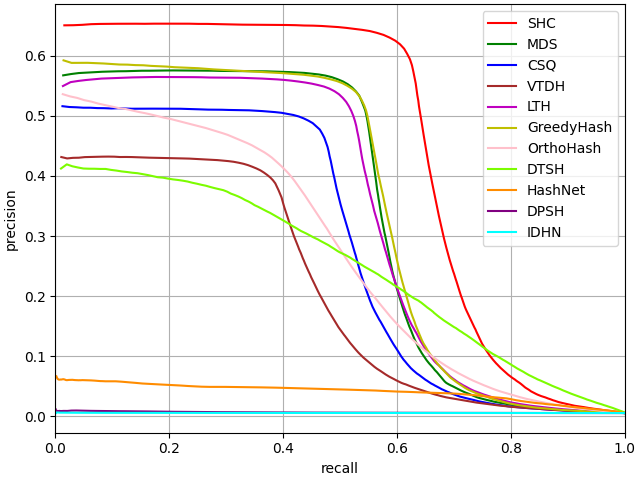 SHC
MDS
CSQ
VTDH
LTH
GreedyHash
OrthoHash
DTSH
HashNet
DPSH
IDHN
precision
0.6
0.5
0.4
0.3
0.2
0.1
0.0
0.0 0.2 0.4 0.6 0.8 1.0
recall